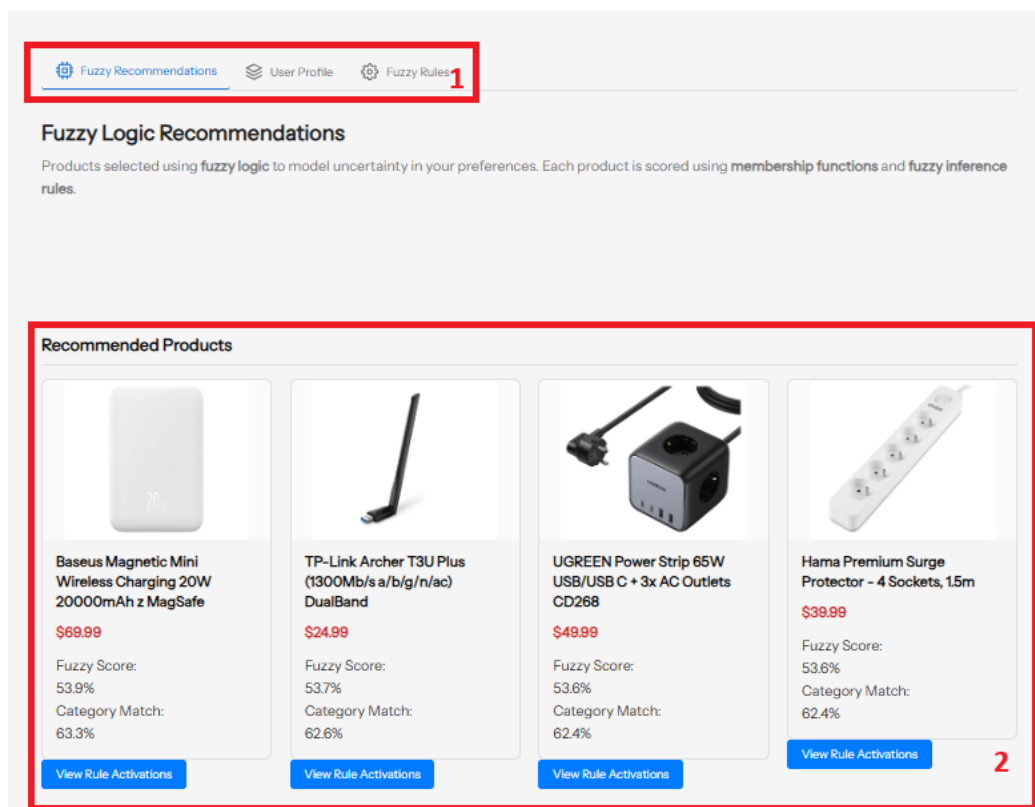 Fuzzy Recommendations
User Profile
Fuzzy Rules
1
Fuzzy Logic Recommendations
Products selected using fuzzy logic to model uncertainty in your preferences. Each product is scored using membership functions and fuzzy inference
rules.
Recommended Products
Baseus Magnetic Mini
Wireless Charging 20W
20000mAh z MagSafe
$69.99
Fuzzy Score:
53.9%
Category Match:
63.3%
View Rule Activations
TP-Link Archer T3U Plus
(1300Mb/s a/b/g/n/ac)
DualBand
$24.99
Fuzzy Score:
53.7%
Category Match:
62.6%
View Rule Activations
UGREEN
UGREEN Power Strip 65W
USB/USB C + 3x AC Outlets
CD268
$49.99
Fuzzy Score:
53.6%
Category Match:
62.4%
View Rule Activations
Hama Premium Surge
Protector - 4 Sockets, 1.5m
$39.99
Fuzzy Score:
53.6%
Category Match:
62.4%
View Rule Activations
2